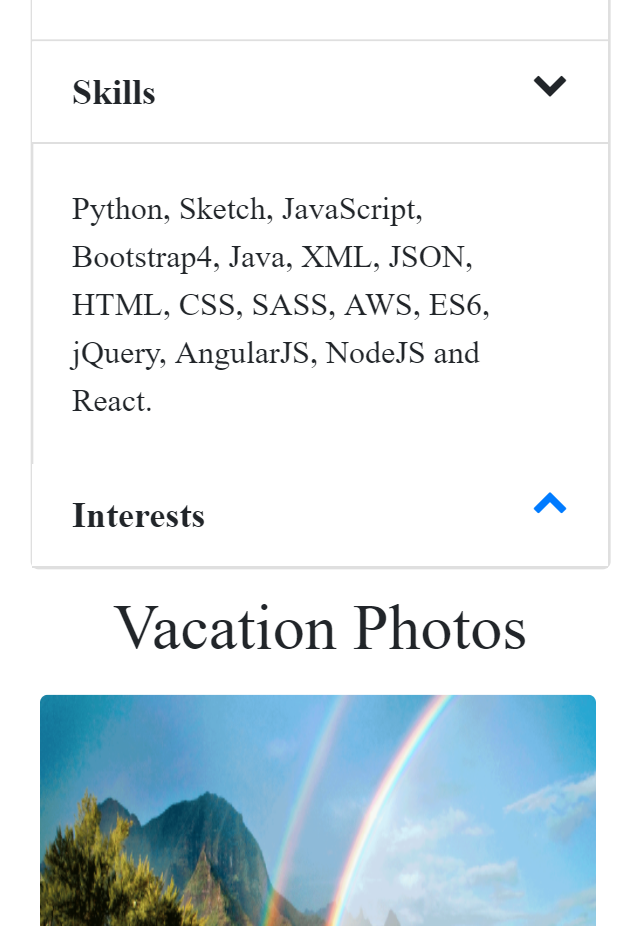 Skills
Python, Sketch, JavaScript,
Bootstrap4, Java, XML, JSON,
HTML, CSS, SASS, AWS, ES6,
jQuery, AngularJS, NodeJS and
React.
Interests
Vacation Photos